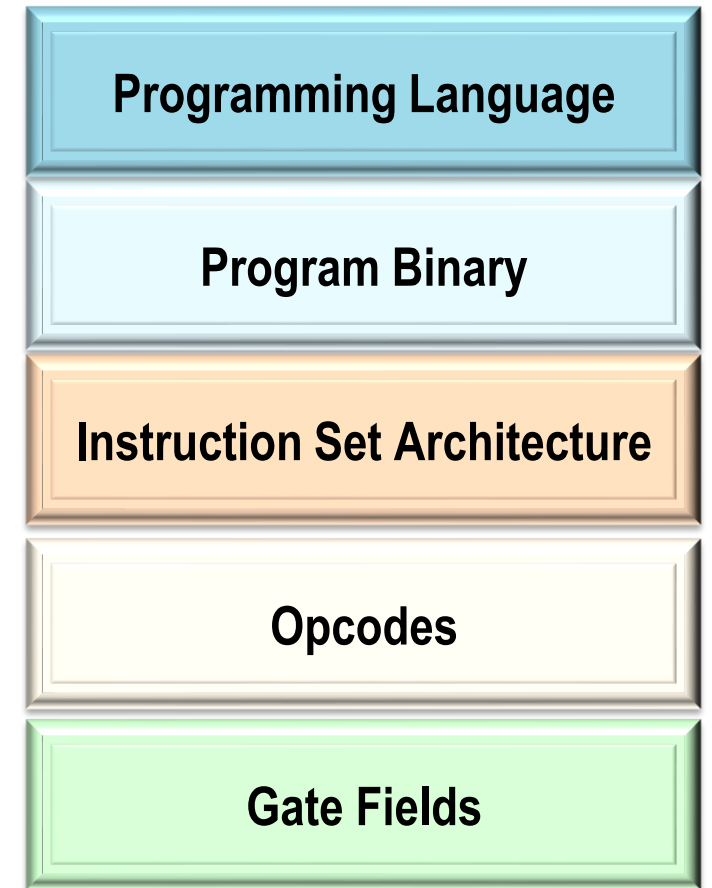 Programming Language
Program Binary
Instruction Set Architecture
Opcodes
Gate Fields